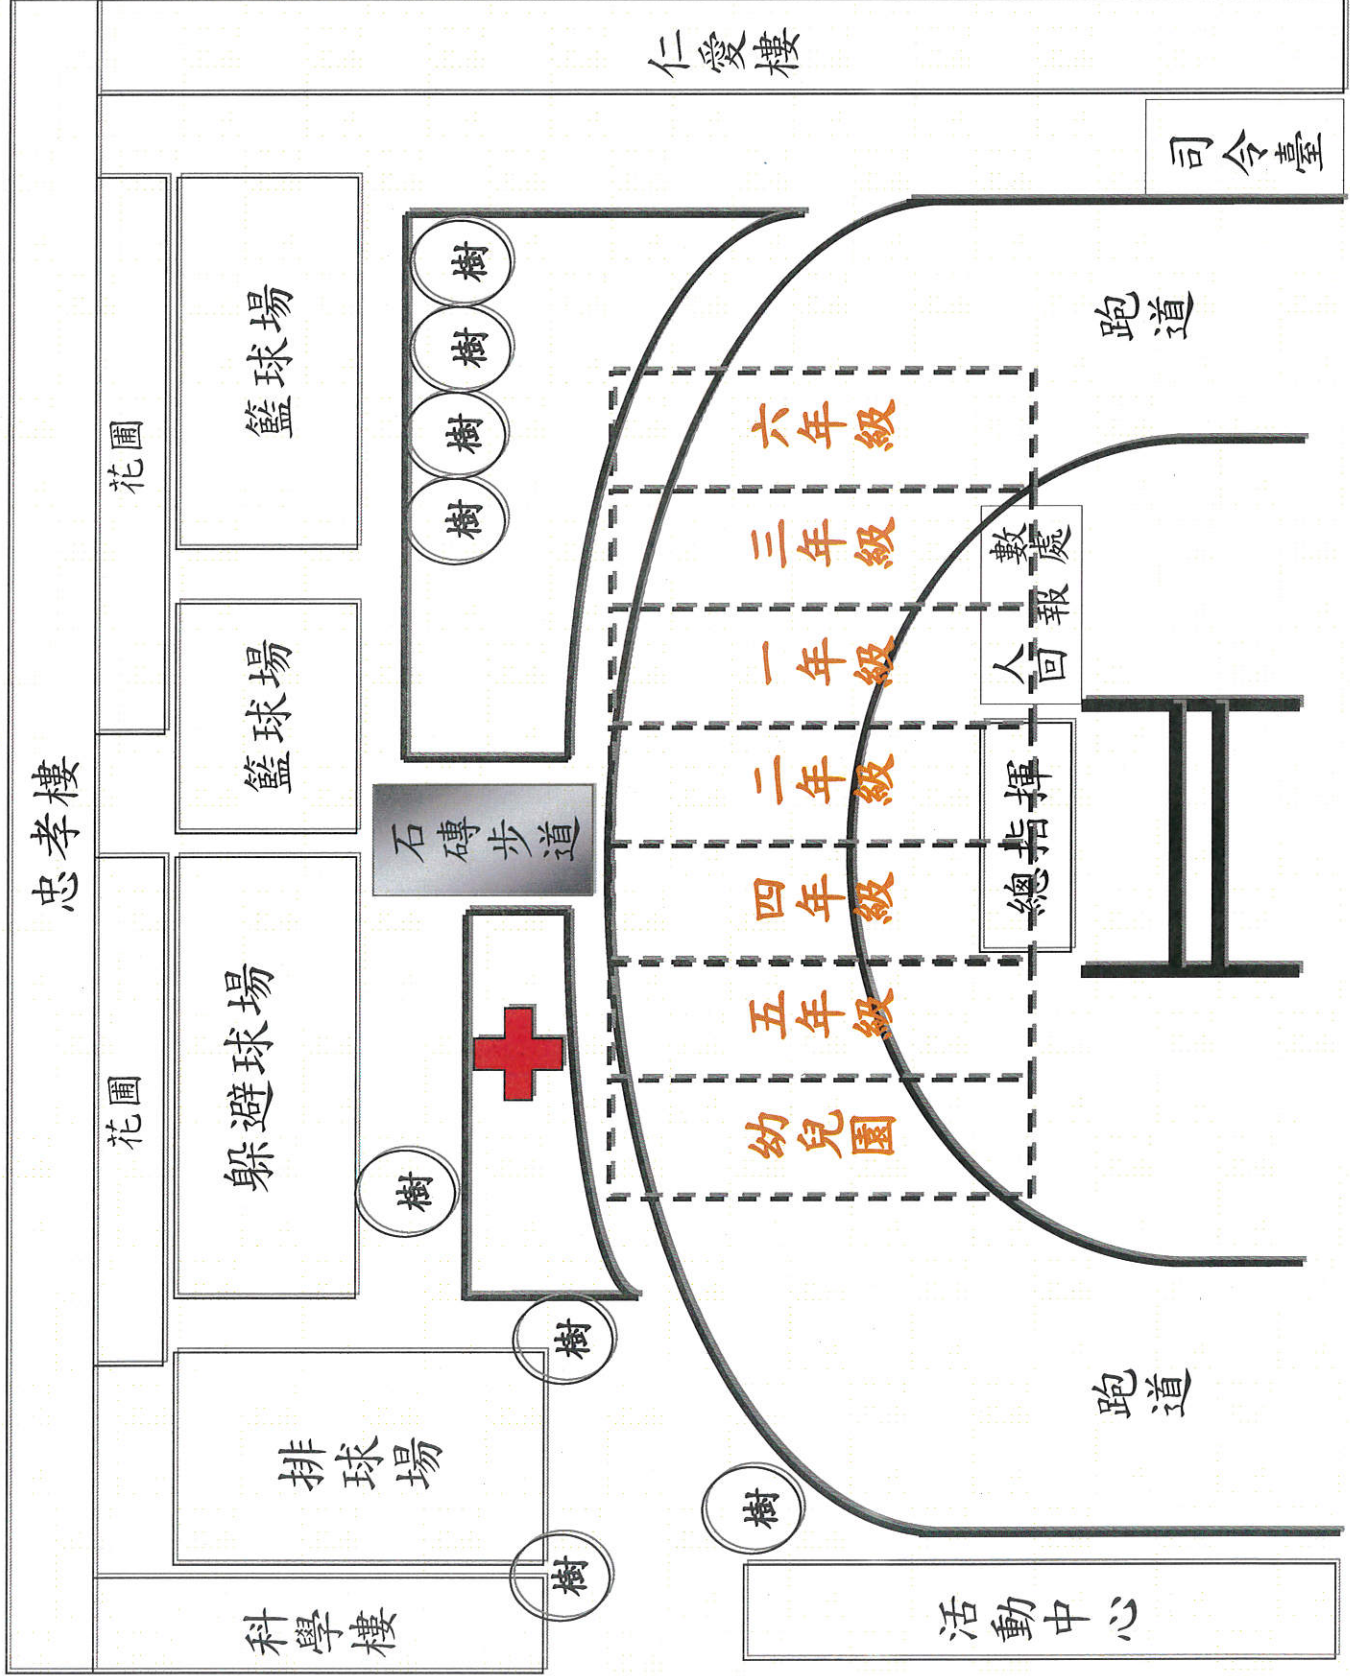 忠孝樓
花圃
花圃
科學樓
排球場
躲避球場
籃球場
籃球場
樹
石磚步道
樹
樹
樹
樹
樹
樹
樹
仁愛樓
幼兒園
五年級
四年級
二年級
一年級
三年級
六年級
活動中心
總指揮
人數
回報處
跑道
跑道
司令臺